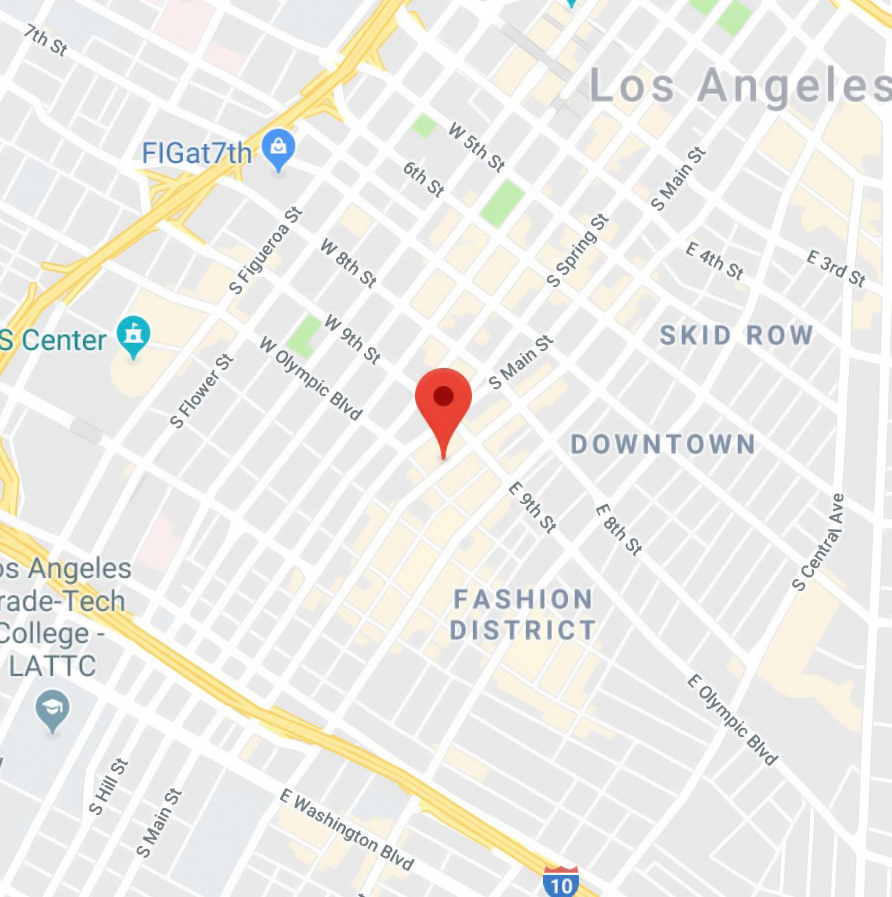 7th St
Los Angeles
FIGat7th
W 5th St
6th St
S Main St
S Figueroa St
S Spring St
E 4th St
E 3rd St
W 8th St
S Center
W 9th St
SKID ROW
S Main St
W Olympic Blvd
S Flower St
DOWNTOWN
E 9th St
E 8th St
S Central Ave
os Angeles
rade-Tech
College -
LATTC
FASHION
DISTRICT
E Olympic Blvd
S Hill St
S Main St
E Washington Blvd
10